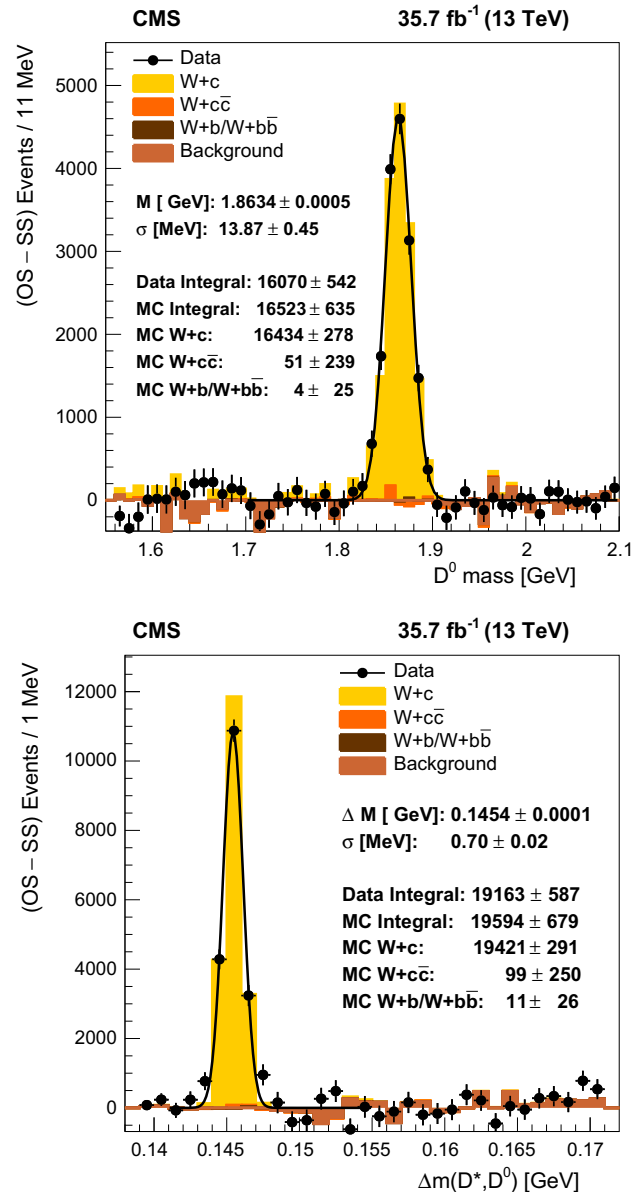 CMS 35.7 fb⁻¹ (13 TeV)
Data
W+c
W+cc̄
W+b/W+bb̄
Background
M [ GeV]: 1.8634 ± 0.0005
σ [MeV]: 13.87 ± 0.45
Data Integral: 16070 ± 542
MC Integral: 16523 ± 635
MC W+c: 16434 ± 278
MC W+cc̄: 51 ± 239
MC W+b/W+bb̄: 4 ± 25
(OS − SS) Events / 11 MeV
5000
4000
3000
2000
1000
0
1.6 1.7 1.8 1.9 2 2.1
D⁰ mass [GeV]
CMS 35.7 fb⁻¹ (13 TeV)
Data
W+c
W+cc̄
W+b/W+bb̄
Background
Δ M [ GeV]: 0.1454 ± 0.0001
σ [MeV]: 0.70 ± 0.02
Data Integral: 19163 ± 587
MC Integral: 19594 ± 679
MC W+c: 19421 ± 291
MC W+cc̄: 99 ± 250
MC W+b/W+bb̄: 11 ± 26
(OS − SS) Events / 1 MeV
12000
10000
8000
6000
4000
2000
0
0.14 0.145 0.15 0.155 0.16 0.165 0.17
Δm(D*,D⁰) [GeV]